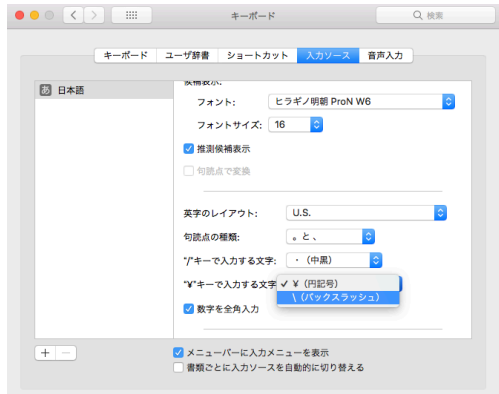 キーボード
検索
キーボード ユーザ辞書 ショートカット 入力ソース 音声入力
あ 日本語
候補表示:
フォント: ヒラギノ明朝 ProN W6
フォントサイズ: 16
推測候補表示
句読点で変換
英字のレイアウト: U.S.
句読点の種類: 。と、
"/"キーで入力する文字: ・（中黒）
"¥"キーで入力する文字
✓ ¥（円記号）
\（バックスラッシュ）
数字を全角入力
メニューバーに入力メニューを表示
書類ごとに入力ソースを自動的に切り替える